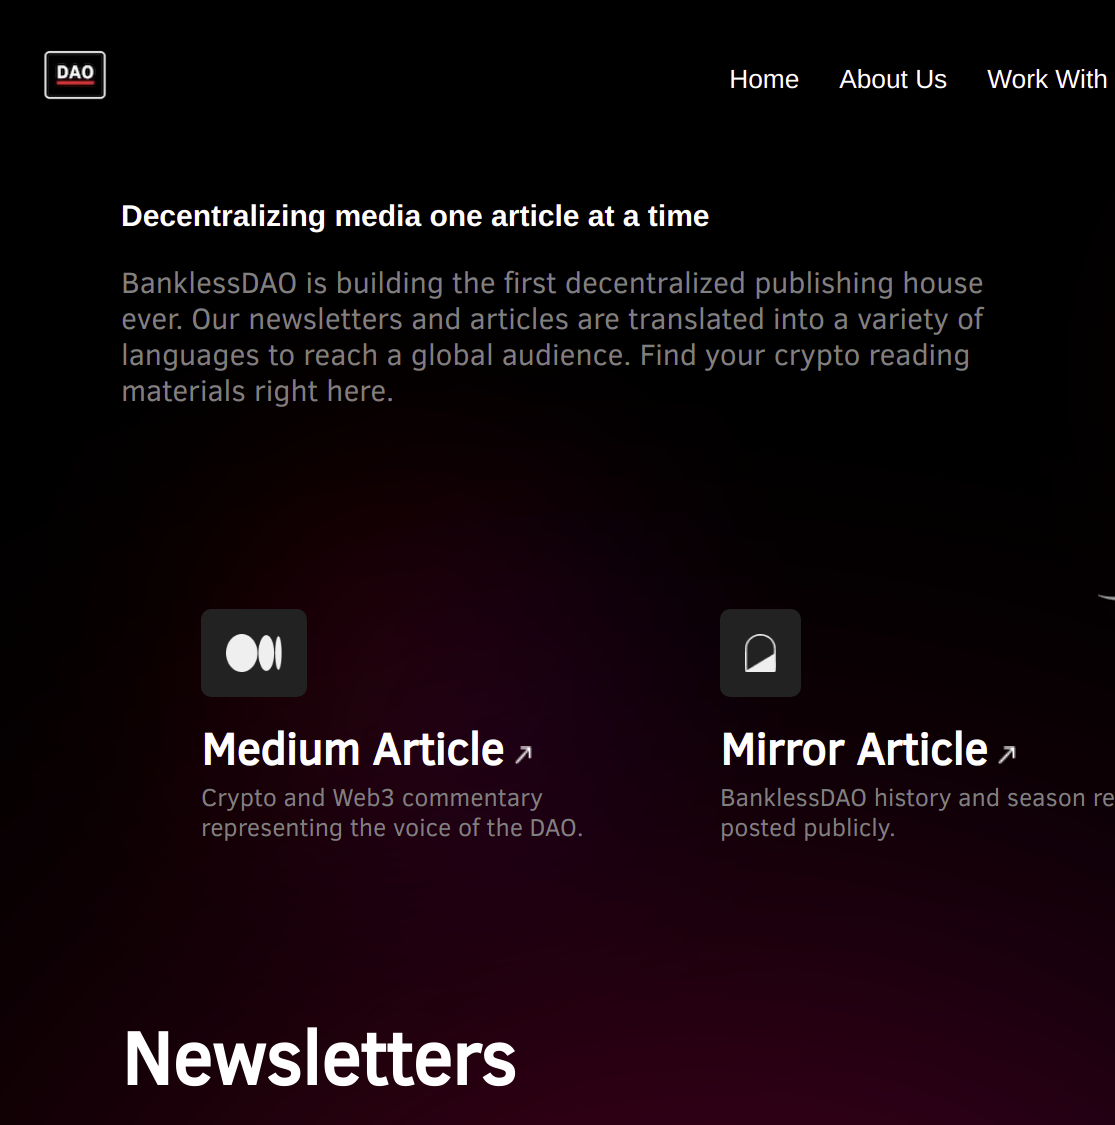 DAO
Home About Us Work With
Decentralizing media one article at a time
BanklessDAO is building the first decentralized publishing house
ever. Our newsletters and articles are translated into a variety of
languages to reach a global audience. Find your crypto reading
materials right here.
Medium Article
Crypto and Web3 commentary
representing the voice of the DAO.
Mirror Article
BanklessDAO history and season re
posted publicly.
Newsletters